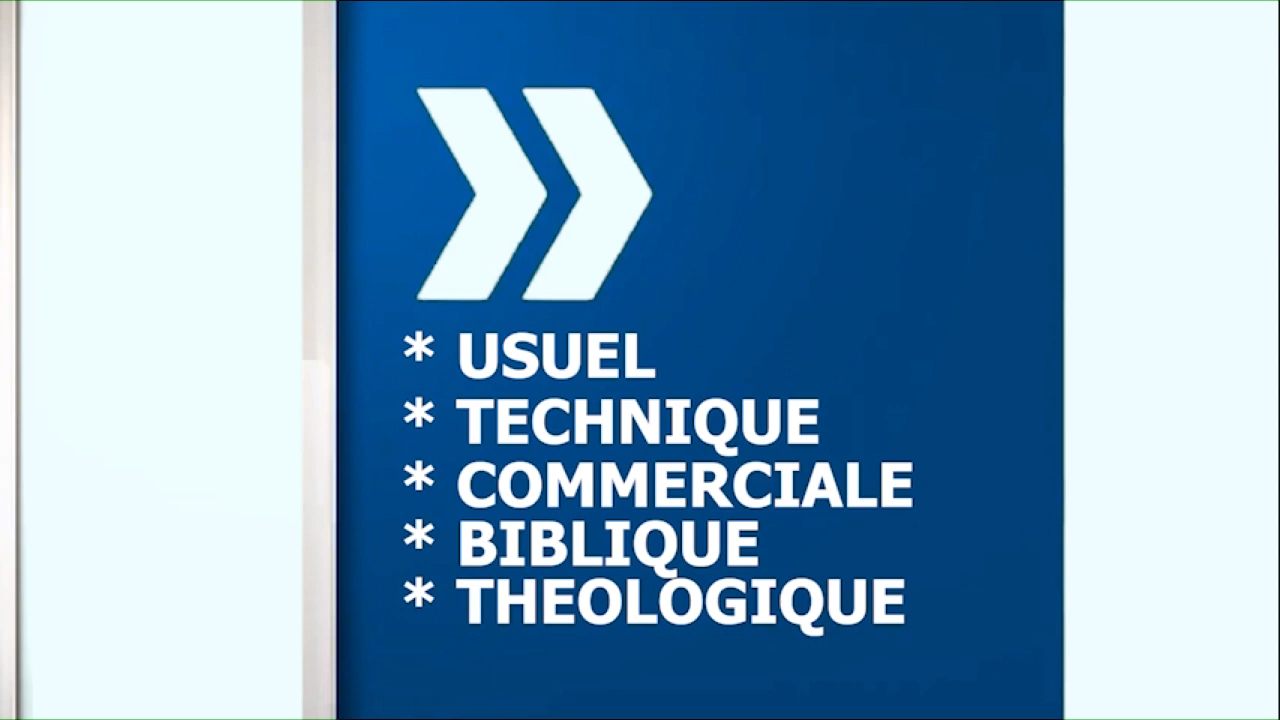 * USUEL
* TECHNIQUE
* COMMERCIALE
* BIBLIQUE
* THEOLOGIQUE